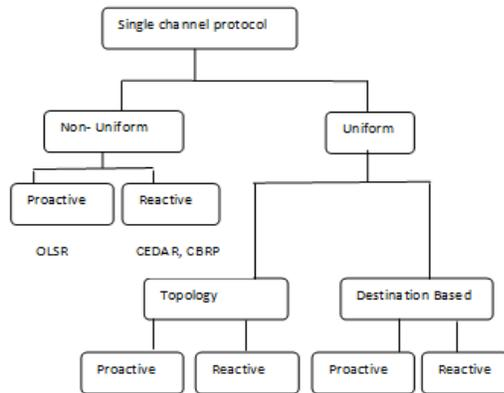 Single channel protocol
Non- Uniform
Uniform
Proactive
Reactive
OLSR
CEDAR, CBRP
Topology
Destination Based
Proactive
Reactive
Proactive
Reactive